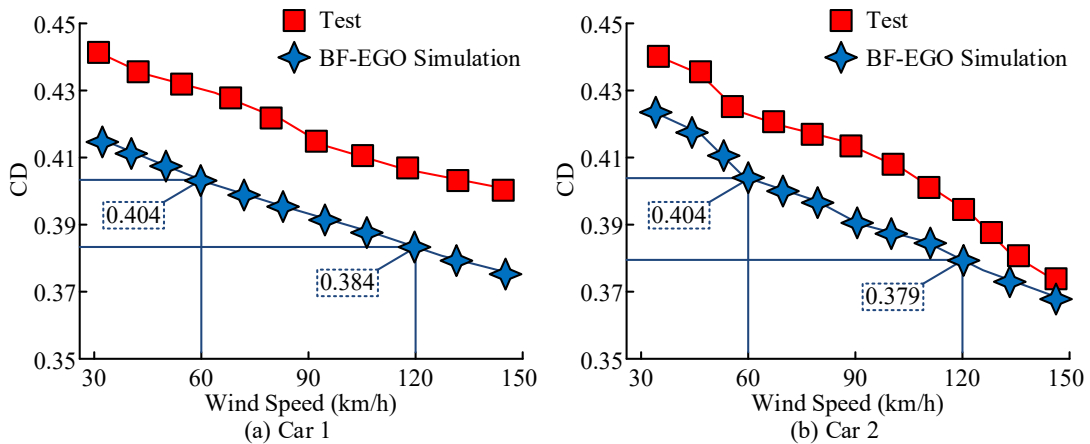 0.45
0.43
0.41
0.39
0.37
0.35
CD
Test
BF-EGO Simulation
0.404
0.384
30 60 90 120 150
Wind Speed (km/h)
(a) Car 1
0.45
0.43
0.41
0.39
0.37
0.35
CD
Test
BF-EGO Simulation
0.404
0.379
30 60 90 120 150
Wind Speed (km/h)
(b) Car 2